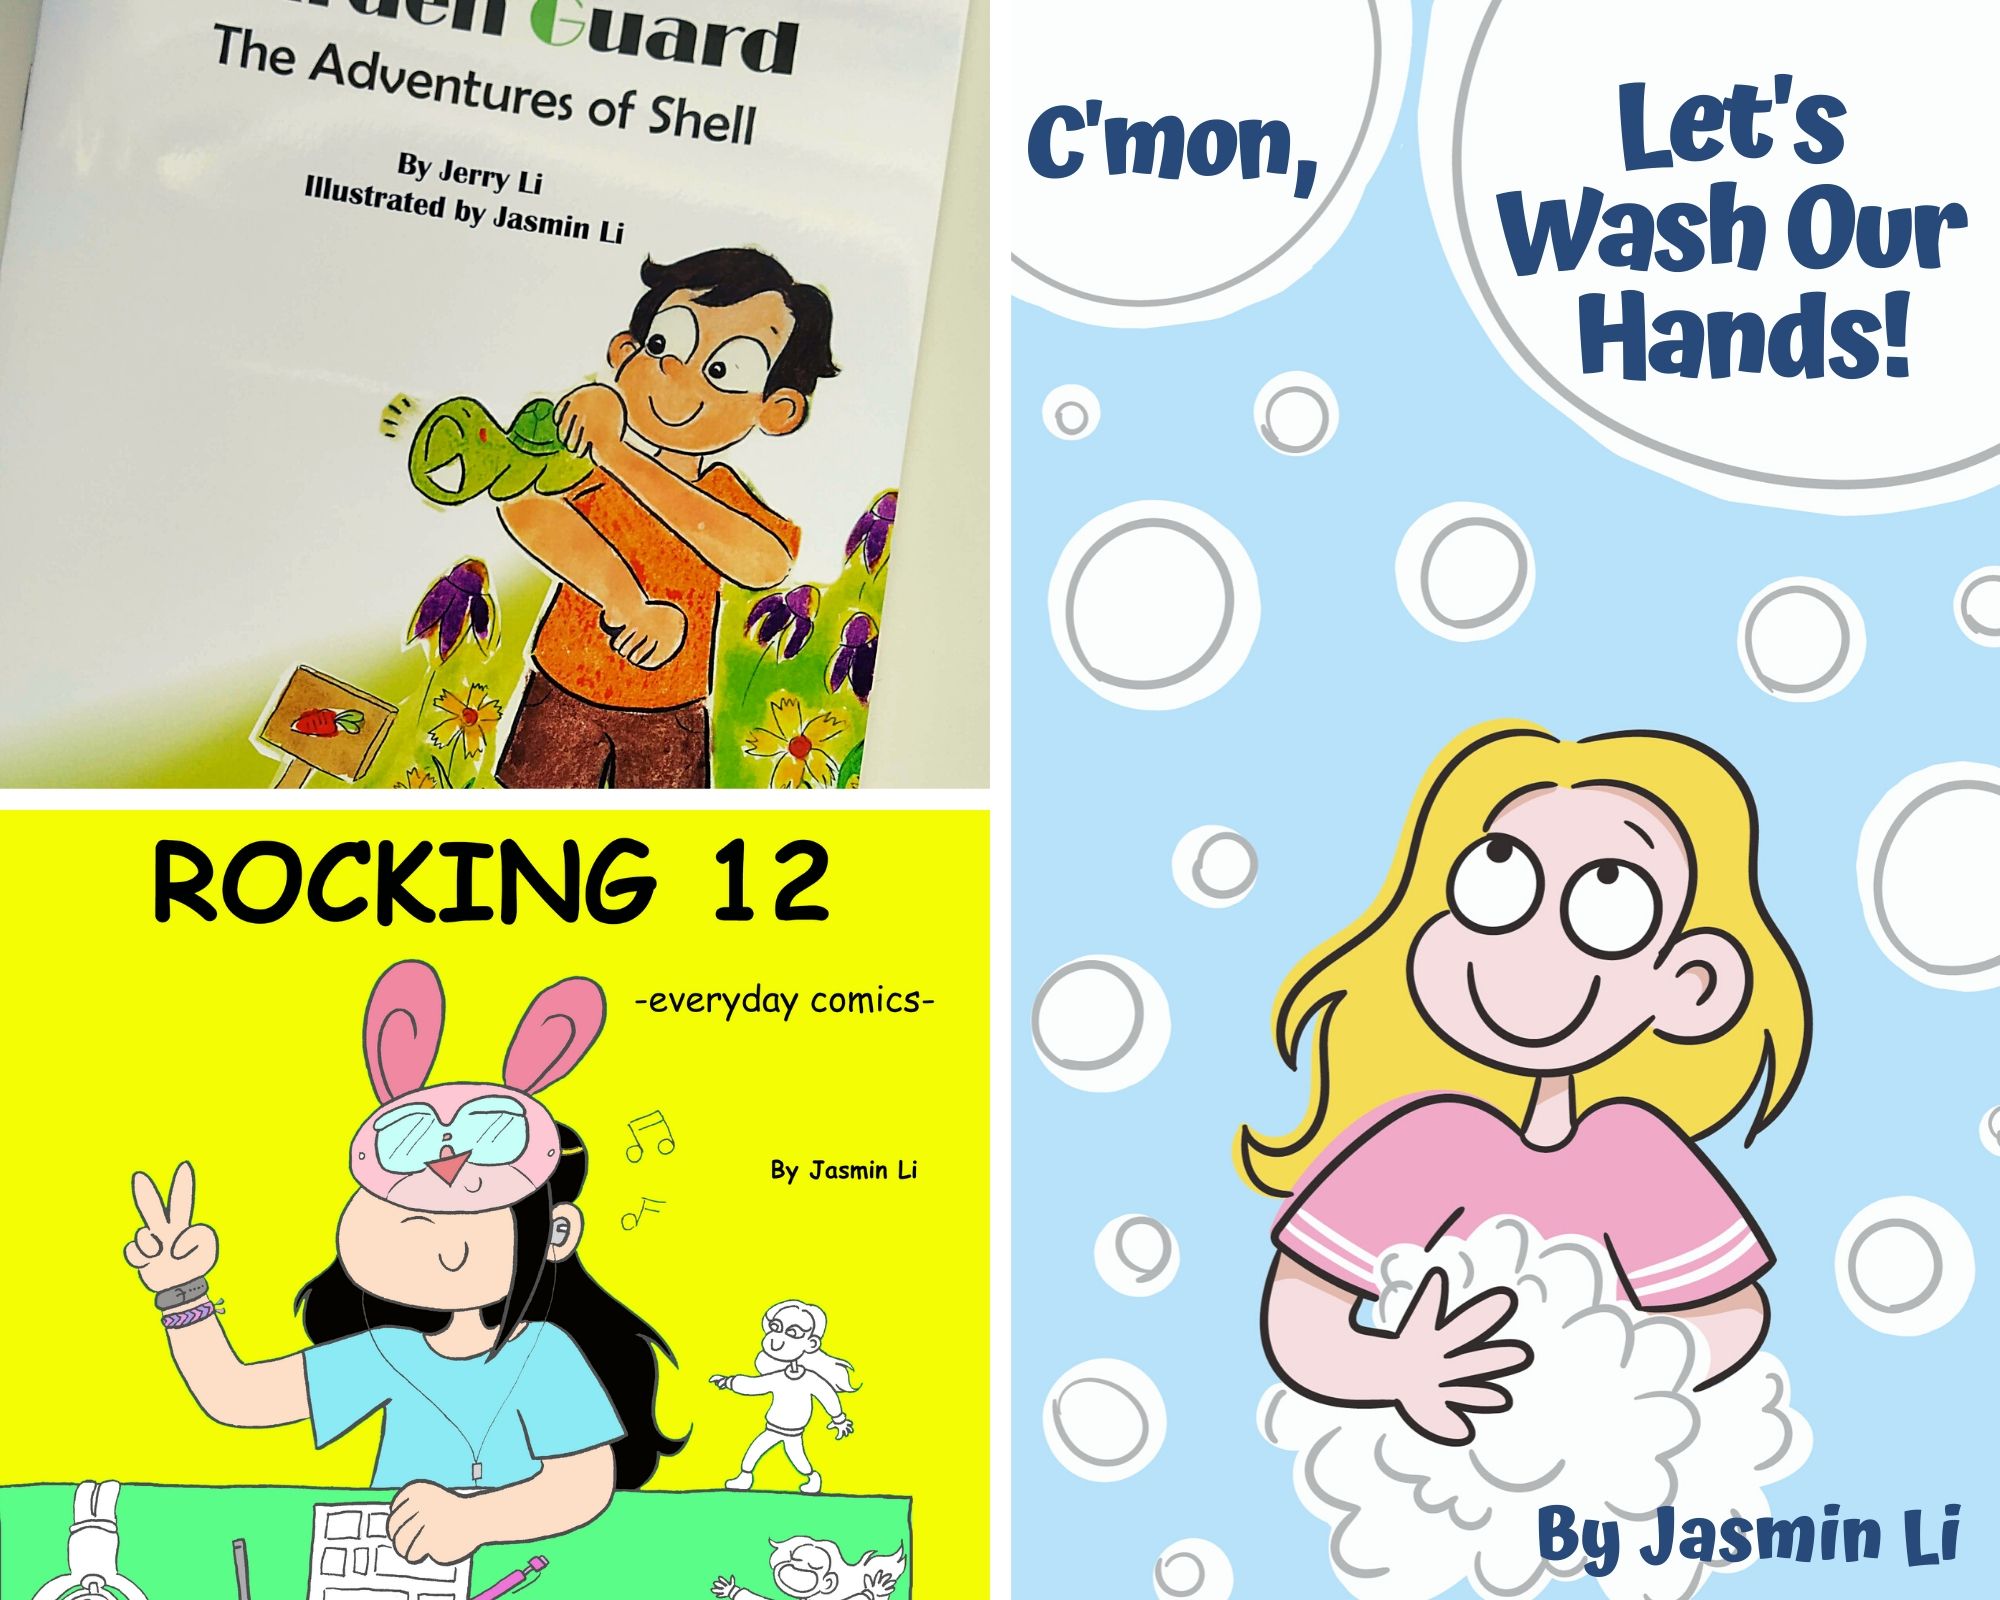 Guard
The Adventures of Shell
By Jerry Li
Illustrated by Jasmin Li
ROCKING 12
-everyday comics-
By Jasmin Li
C'mon,
Let's
Wash Our
Hands!
By Jasmin Li